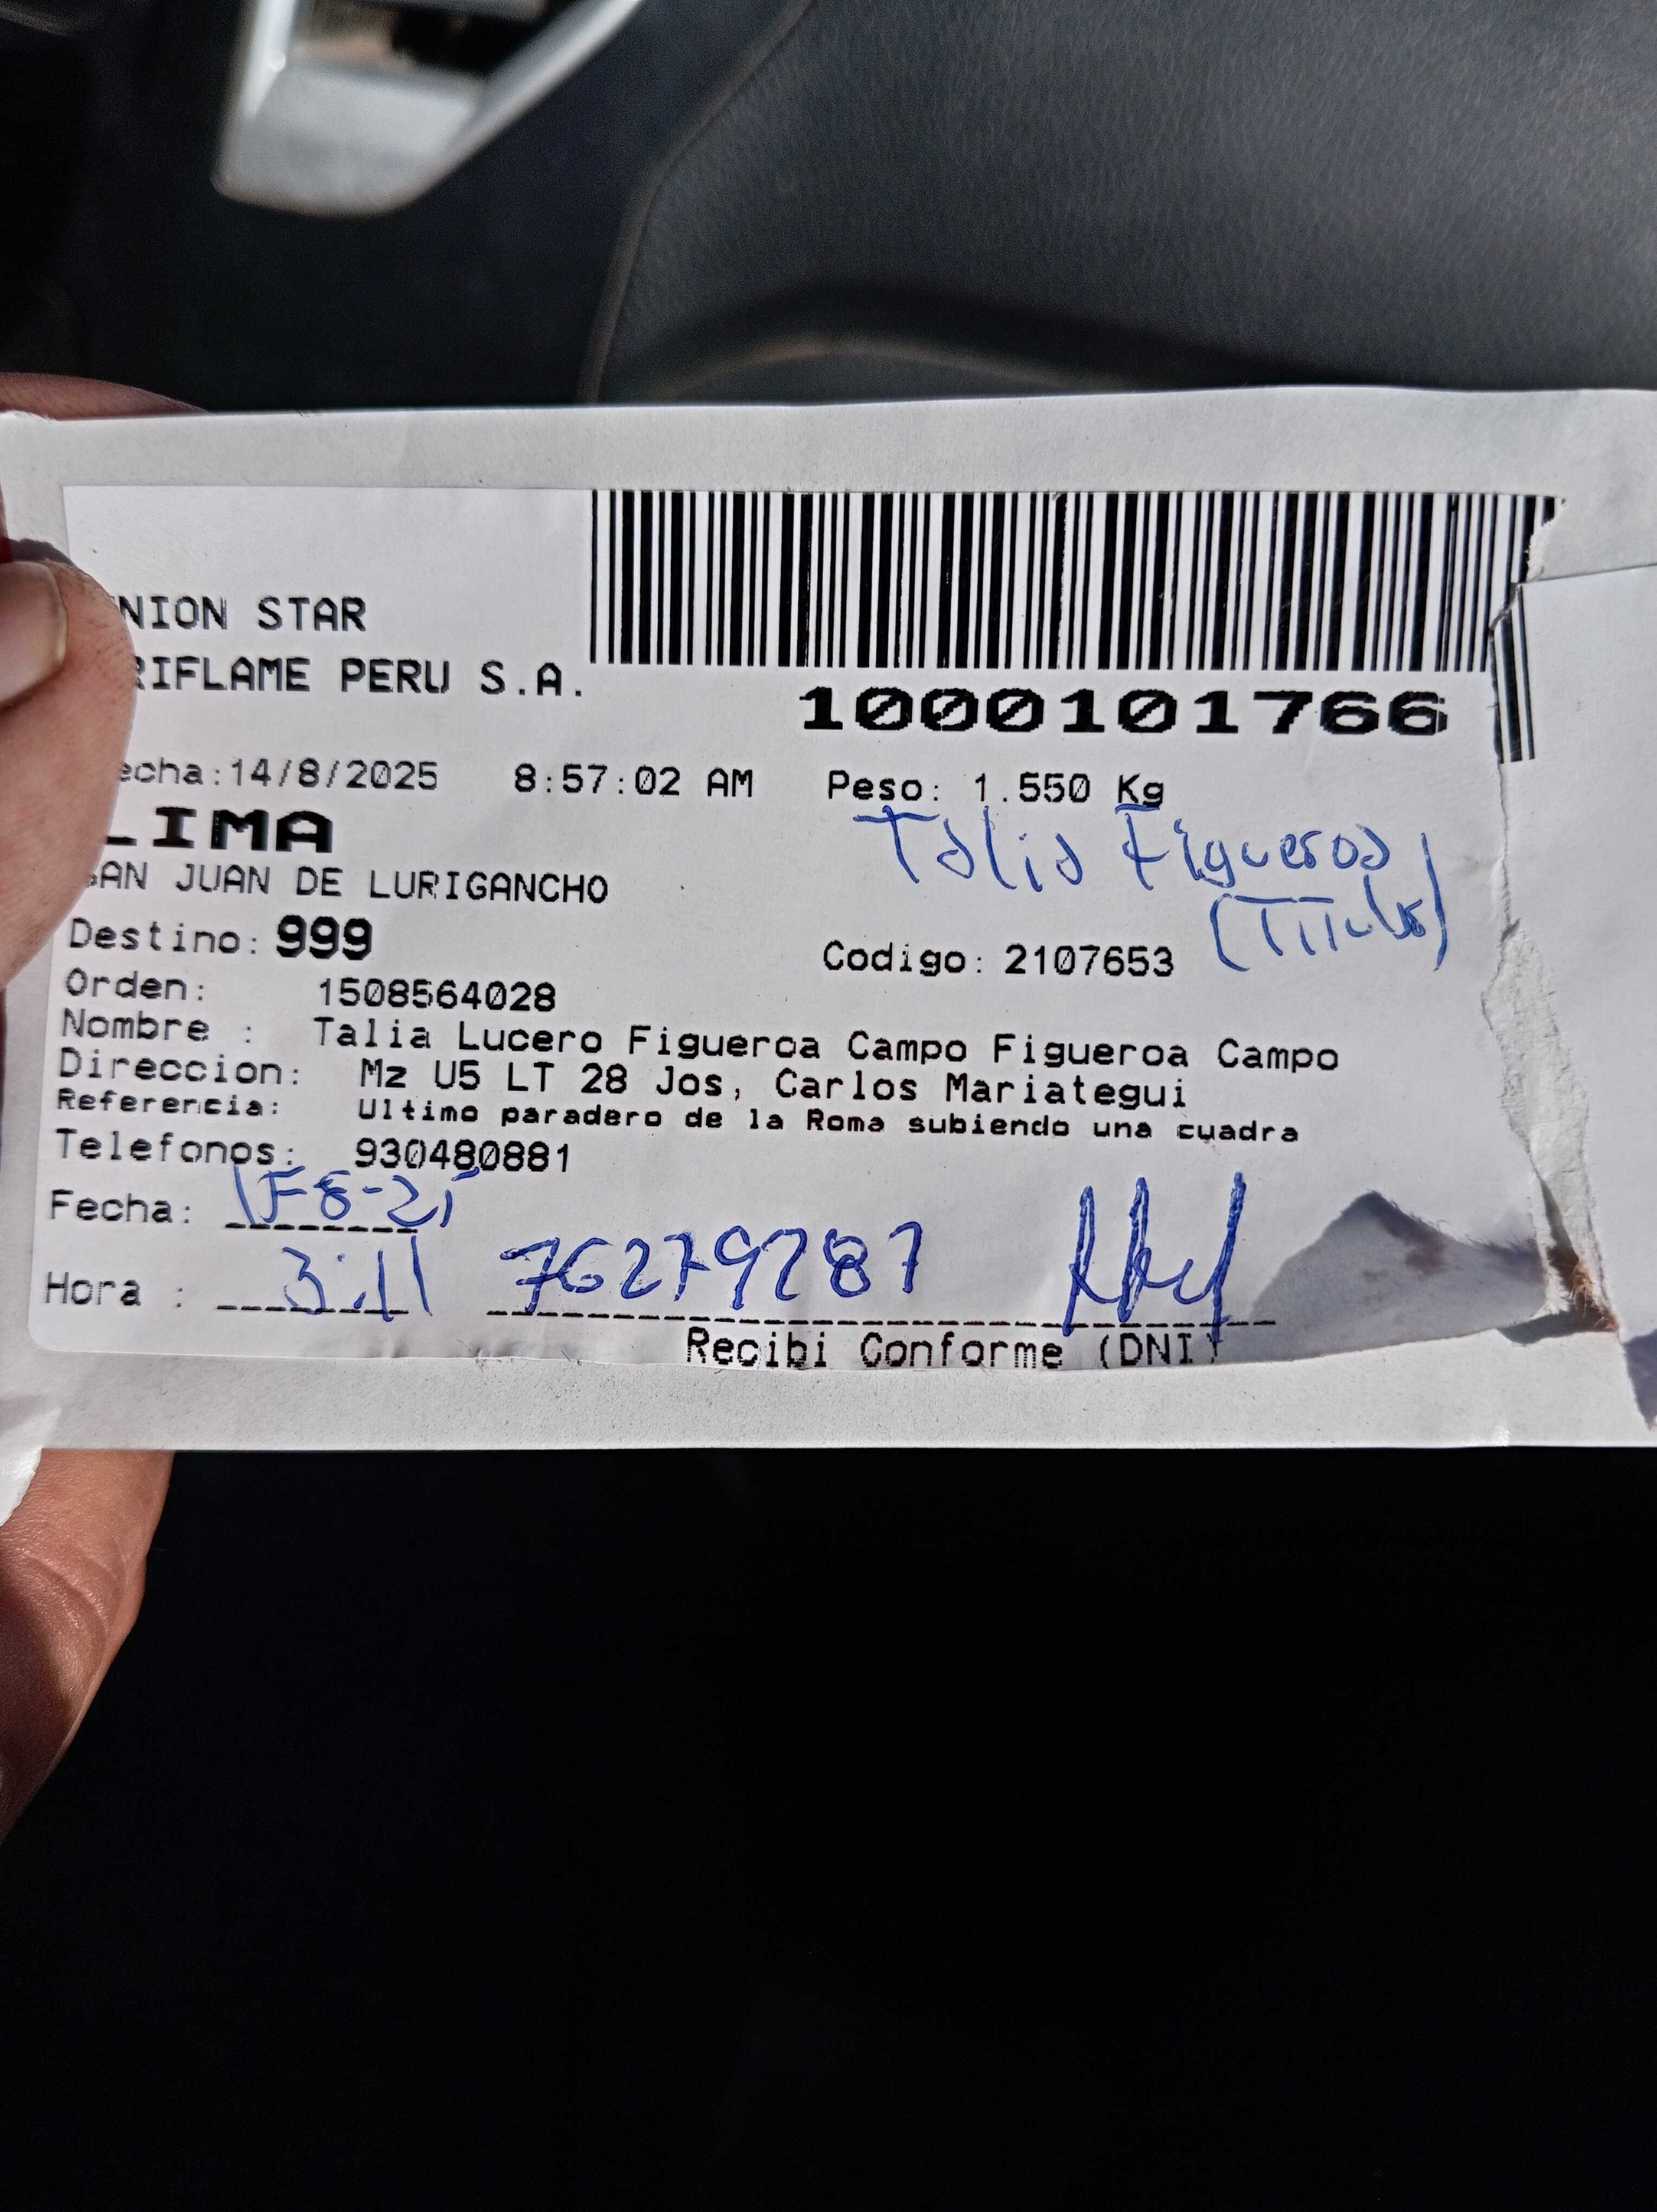 NION STAR
RIFLAME PERU S.A.
1000101766
echa:14/8/2025 8:57:02 AM Peso: 1.550 Kg
LIMA
Talia Figueroa
SAN JUAN DE LURIGANCHO
(Titular)
Destino: 999
Codigo: 2107653
Orden: 1508564028
Nombre : Talia Lucero Figueroa Campo Figueroa Campo
Direccion: Mz U5 LT 28 Jos, Carlos Mariategui
Referencia: Ultimo paradero de la Roma subiendo una cuadra
Telefonos: 930480881
Fecha:
Hora : 3:11 76279287
Recibi Conforme (DNI)